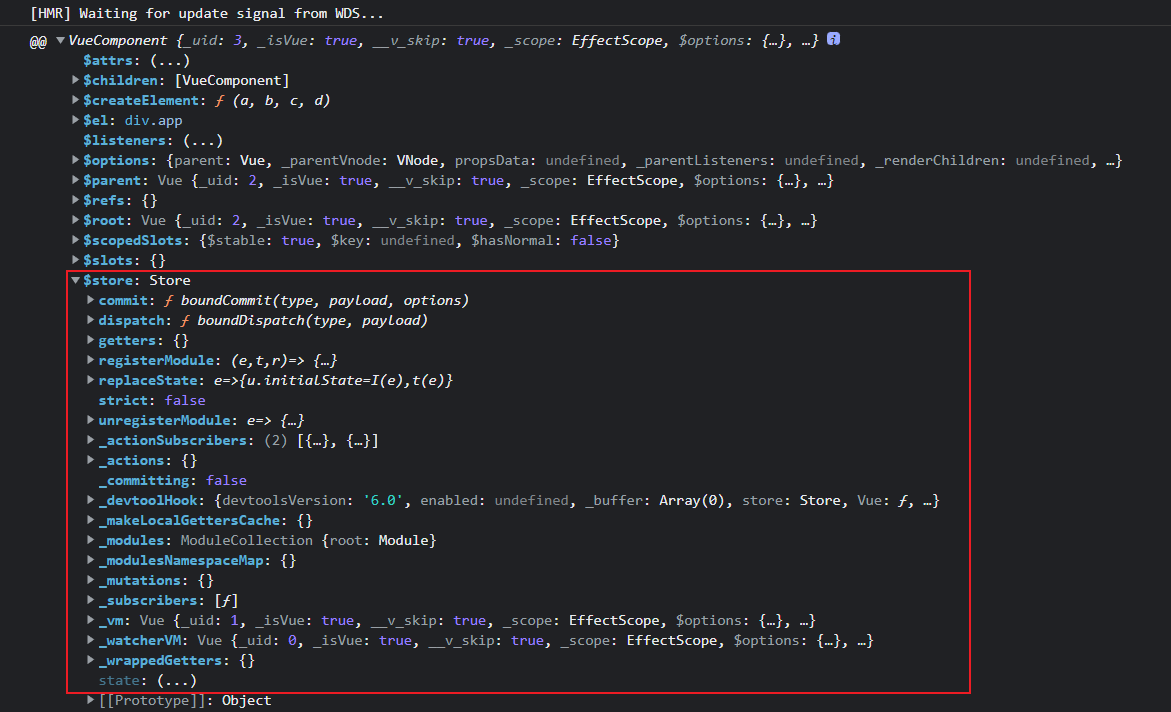 [HMR] Waiting for update signal from WDS...
@@ ▼VueComponent {_uid: 3, _isVue: true, __v_skip: true, _scope: EffectScope, $options: {…}, …} i
$attrs: (...)
▶$children: [VueComponent]
▶$createElement: ƒ (a, b, c, d)
▶$el: div.app
$listeners: (...)
▶$options: {parent: Vue, _parentVnode: VNode, propsData: undefined, _parentListeners: undefined, _renderChildren: undefined, …}
▶$parent: Vue {_uid: 2, _isVue: true, __v_skip: true, _scope: EffectScope, $options: {…}, …}
▶$refs: {}
▶$root: Vue {_uid: 2, _isVue: true, __v_skip: true, _scope: EffectScope, $options: {…}, …}
▶$scopedSlots: {$stable: true, $key: undefined, $hasNormal: false}
▶$slots: {}
▼$store: Store
▶commit: ƒ boundCommit(type, payload, options)
▶dispatch: ƒ boundDispatch(type, payload)
▶getters: {}
▶registerModule: (e,t,r)=> {…}
▶replaceState: e=>{u.initialState=I(e),t(e)}
strict: false
▶unregisterModule: e=> {…}
▶_actionSubscribers: (2) [{…}, {…}]
▶_actions: {}
_committing: false
▶_devtoolHook: {devtoolsVersion: '6.0', enabled: undefined, _buffer: Array(0), store: Store, Vue: ƒ, …}
▶_makeLocalGettersCache: {}
▶_modules: ModuleCollection {root: Module}
▶_modulesNamespaceMap: {}
▶_mutations: {}
▶_subscribers: [ƒ]
▶_vm: Vue {_uid: 1, _isVue: true, __v_skip: true, _scope: EffectScope, $options: {…}, …}
▶_watcherVM: Vue {_uid: 0, _isVue: true, __v_skip: true, _scope: EffectScope, $options: {…}, …}
▶_wrappedGetters: {}
state: (...)
▶[[Prototype]]: Object